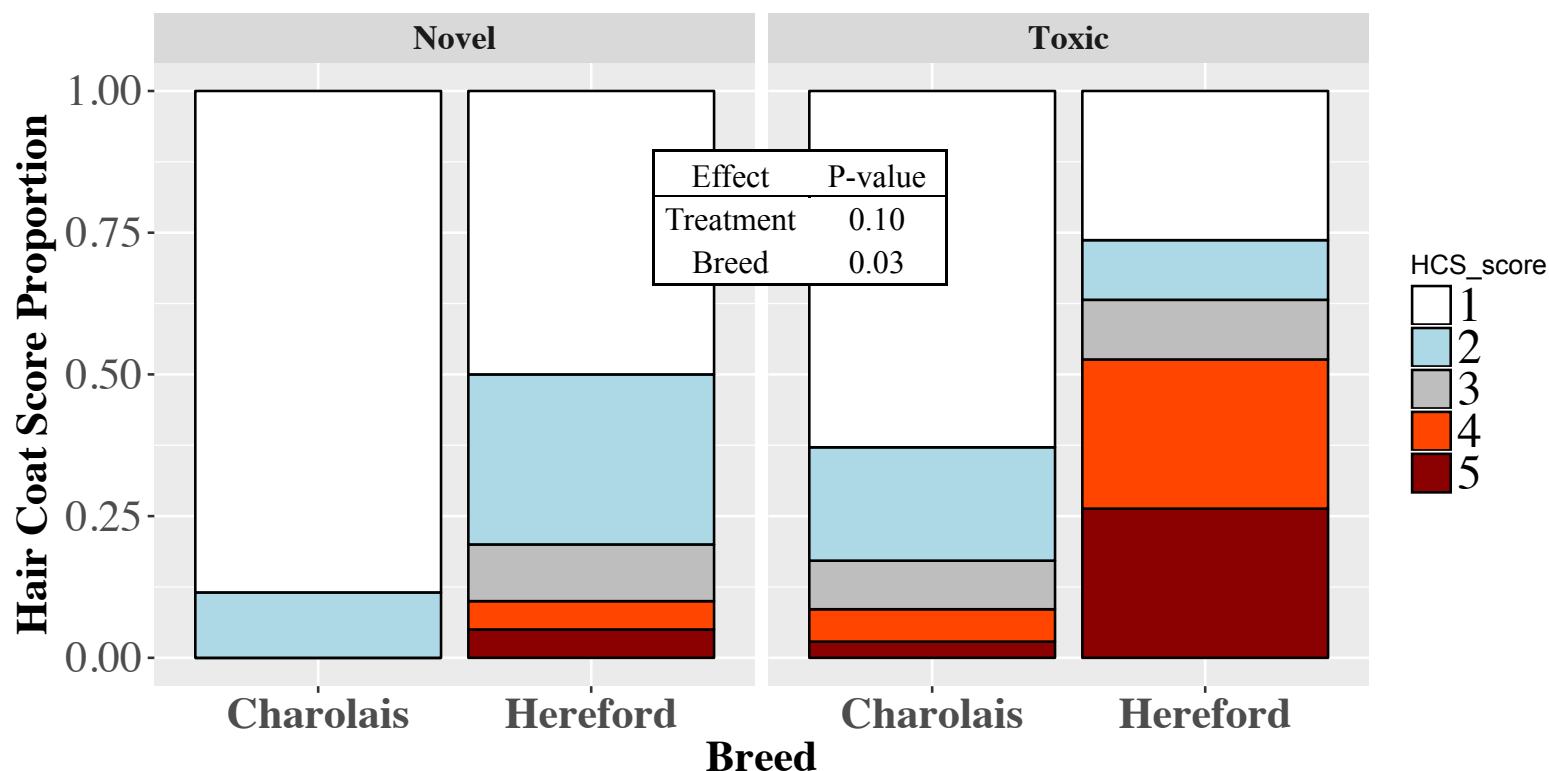 Novel
Toxic
Hair Coat Score Proportion
1.00
0.75
0.50
0.25
0.00
Effect P-value
Treatment 0.10
Breed 0.03
Charolais
Hereford
Charolais
Hereford
Breed
HCS_score
1
2
3
4
5